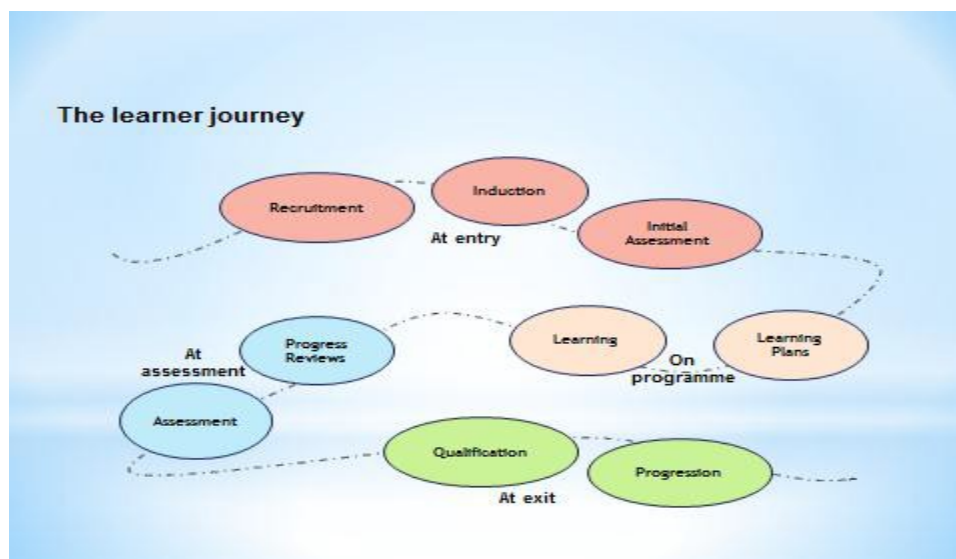 The learner journey
Recruitment
Induction
Initial
Assessment
At entry
Learning
Plans
On
programme
Learning
Progress
Reviews
At
assessment
Assessment
Qualification
Progression
At exit